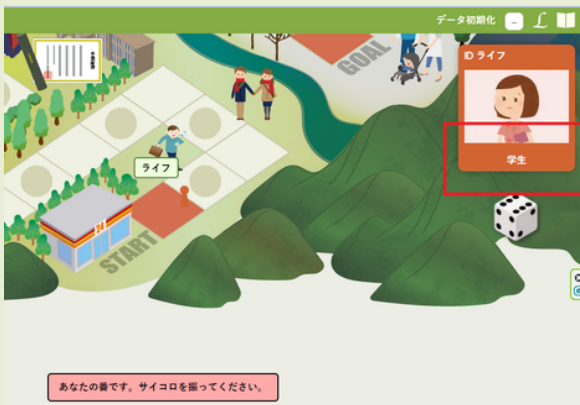 データ初期化
GOAL
ID ライフ
学生
ライフ
START
あなたの番です。サイコロを振ってください。